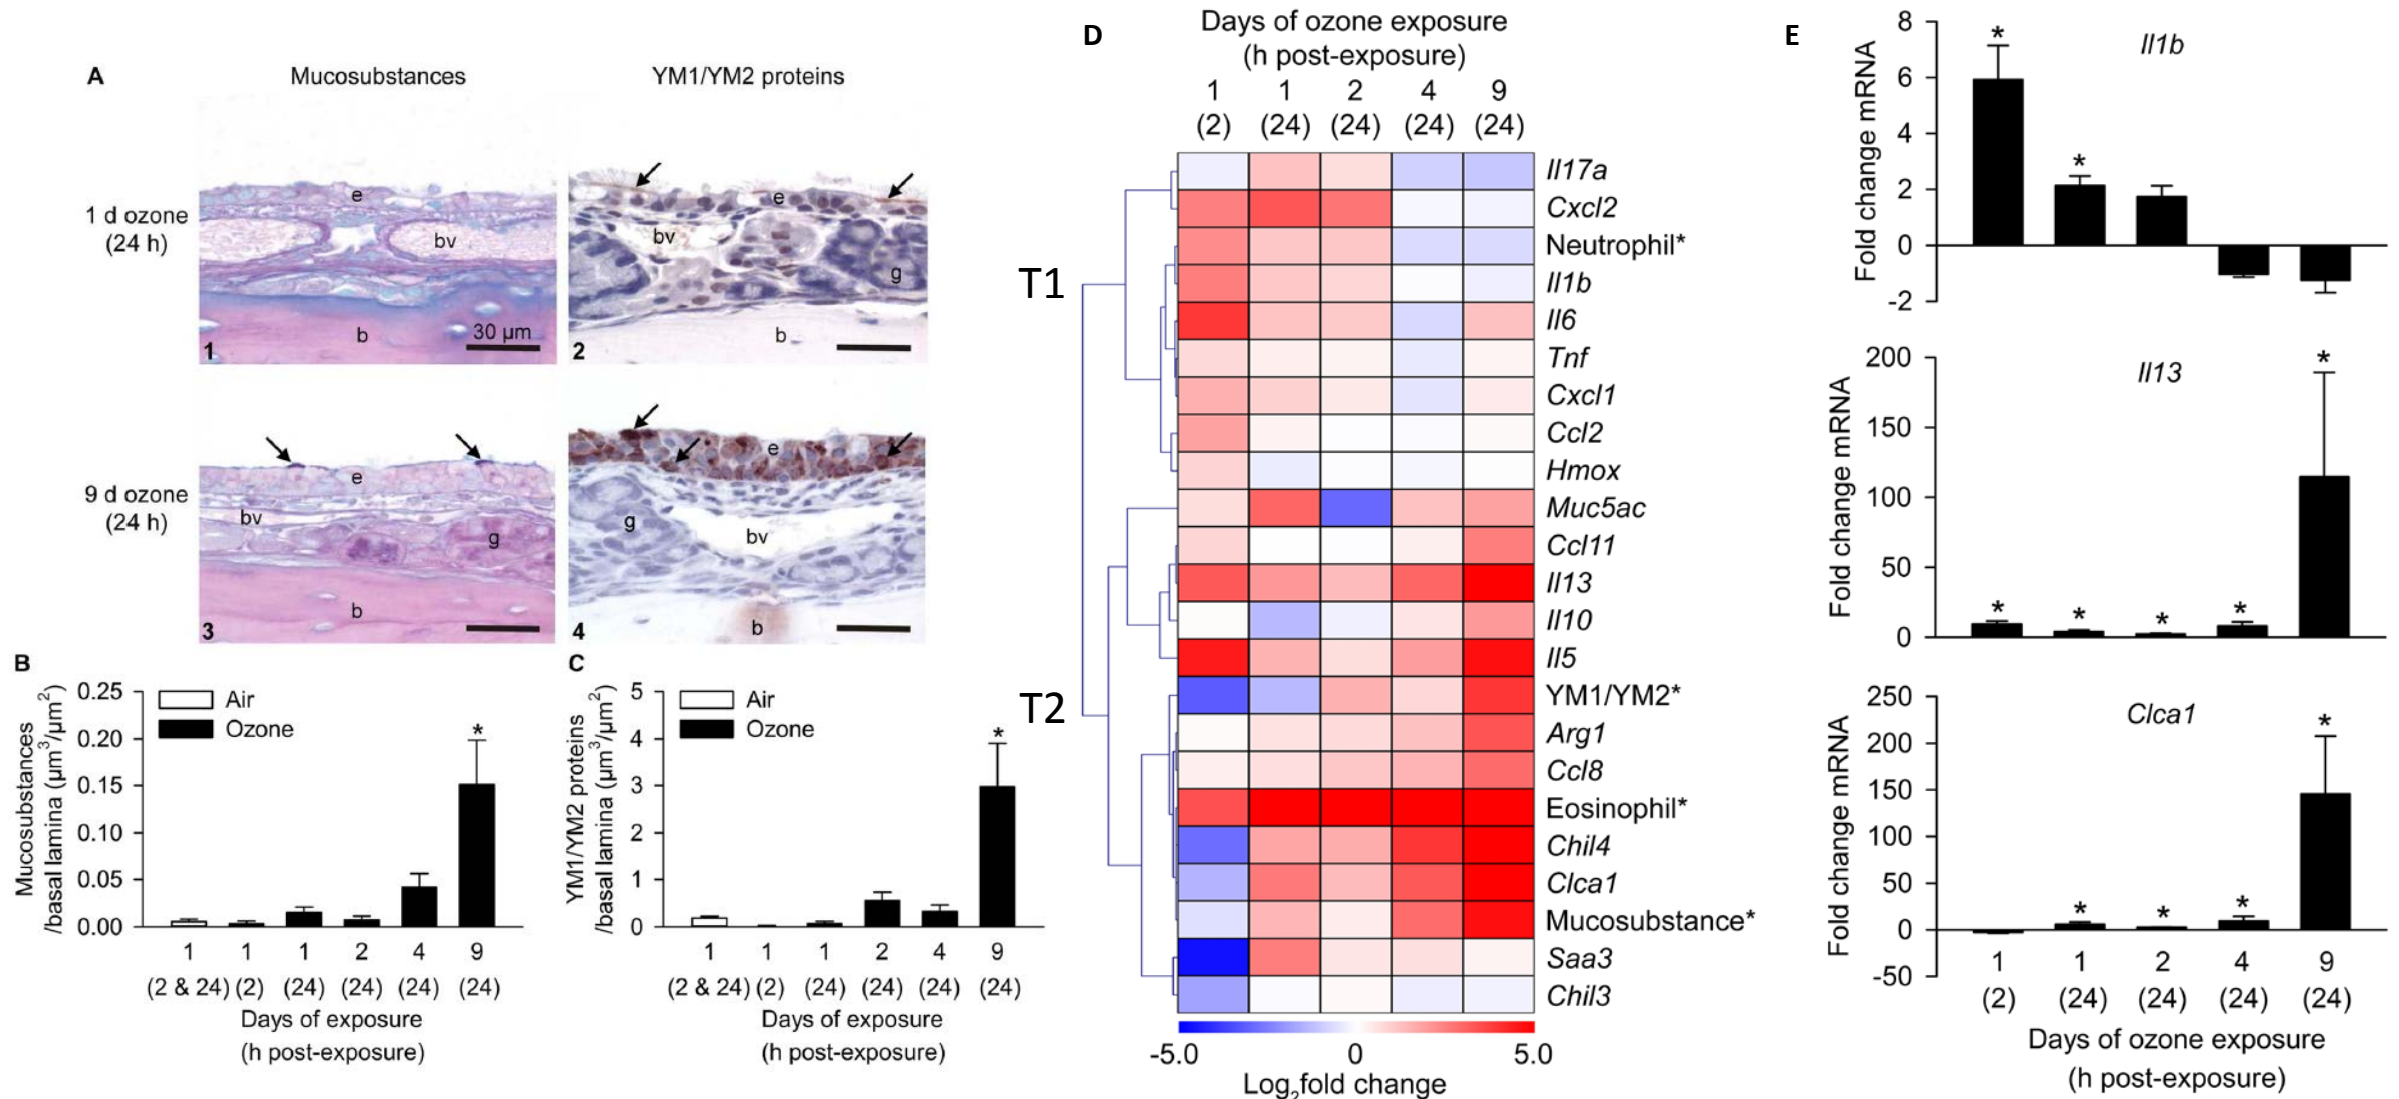 A
Mucosubstances
YM1/YM2 proteins
1 d ozone
(24 h)
e
bv
b
30 µm
1
e
bv
g
b
2
9 d ozone
(24 h)
e
bv
g
b
3
e
g
bv
b
4
B
Mucosubstances
/basal lamina (µm³/µm²)
0.25
0.20
0.15
0.10
0.05
0.00
Air
Ozone
*
1 1 1 2 4 9
(2 & 24) (2) (24) (24) (24) (24)
Days of exposure
(h post-exposure)
C
YM1/YM2 proteins
/basal lamina (µm³/µm²)
5
4
3
2
1
0
Air
Ozone
*
1 1 1 2 4 9
(2 & 24) (2) (24) (24) (24) (24)
Days of exposure
(h post-exposure)
D
Days of ozone exposure
(h post-exposure)
1 1 2 4 9
(2) (24) (24) (24) (24)
T1
T2
Il17a
Cxcl2
Neutrophil*
Il1b
Il6
Tnf
Cxcl1
Ccl2
Hmox
Muc5ac
Ccl11
Il13
Il10
Il5
YM1/YM2*
Arg1
Ccl8
Eosinophil*
Chil4
Clca1
Mucosubstance*
Saa3
Chil3
-5.0 0 5.0
Log₂fold change
E
Fold change mRNA
8
6
4
2
0
-2
Il1b
* *
Fold change mRNA
200
150
100
50
0
Il13
* * * * *
Fold change mRNA
250
200
150
100
50
0
-50
Clca1
* * * *
1 1 2 4 9
(2) (24) (24) (24) (24)
Days of ozone exposure
(h post-exposure)